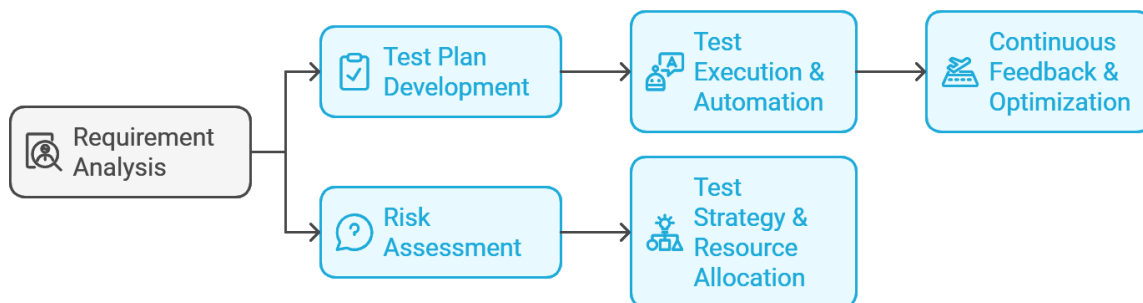 Requirement
Analysis
Test Plan
Development
Test
Execution &
Automation
Continuous
Feedback &
Optimization
Risk
Assessment
Test
Strategy &
Resource
Allocation